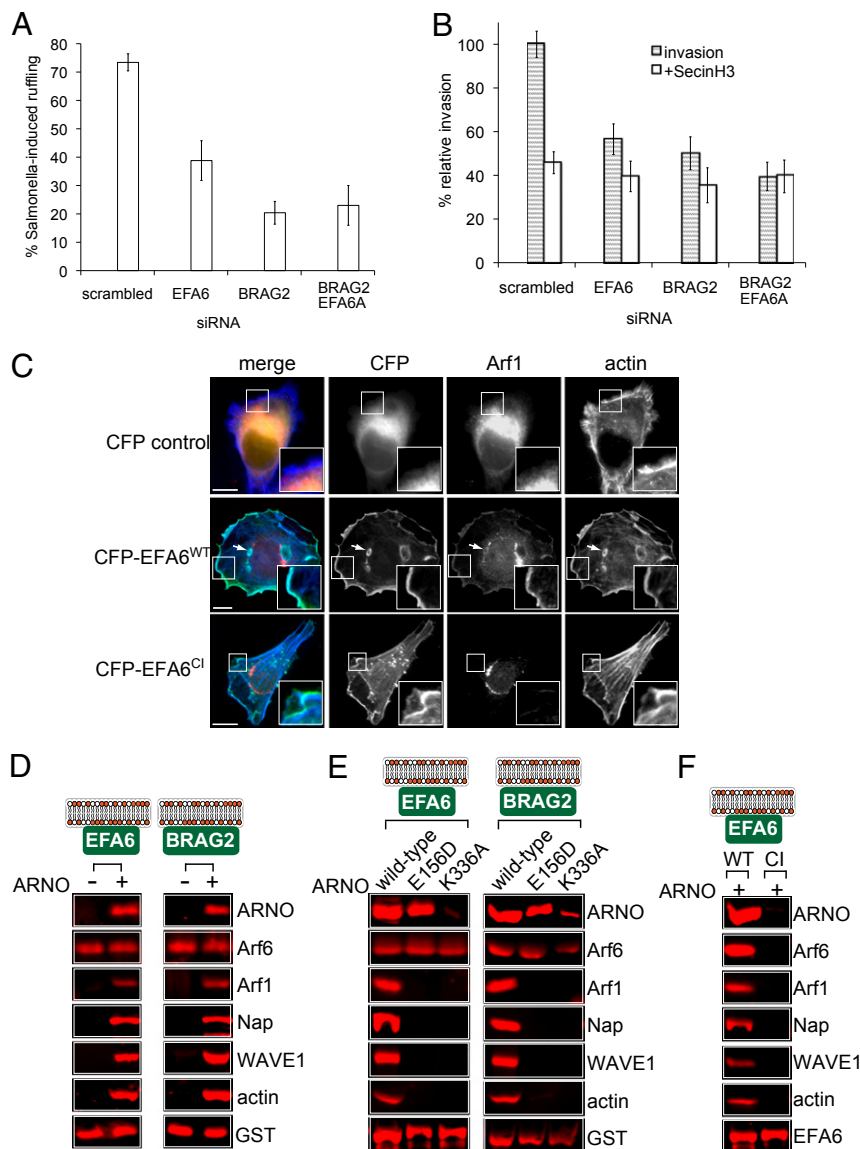 A
% Salmonella-induced ruffling
80
70
60
50
40
30
20
10
0
scrambled EFA6 BRAG2 BRAG2
EFA6A
siRNA
B
% relative invasion
100
80
60
40
20
0
invasion
+SecinH3
scrambled EFA6 BRAG2 BRAG2
EFA6A
siRNA
C
merge CFP Arf1 actin
CFP control
CFP-EFA6WT
CFP-EFA6CI
D
EFA6 BRAG2
ARNO – + – +
ARNO
Arf6
Arf1
Nap
WAVE1
actin
GST
E
EFA6 BRAG2
ARNO wild-type E156D K336A wild-type E156D K336A
ARNO
Arf6
Arf1
Nap
WAVE1
actin
GST
F
EFA6
WT CI
ARNO + +
ARNO
Arf6
Arf1
Nap
WAVE1
actin
EFA6